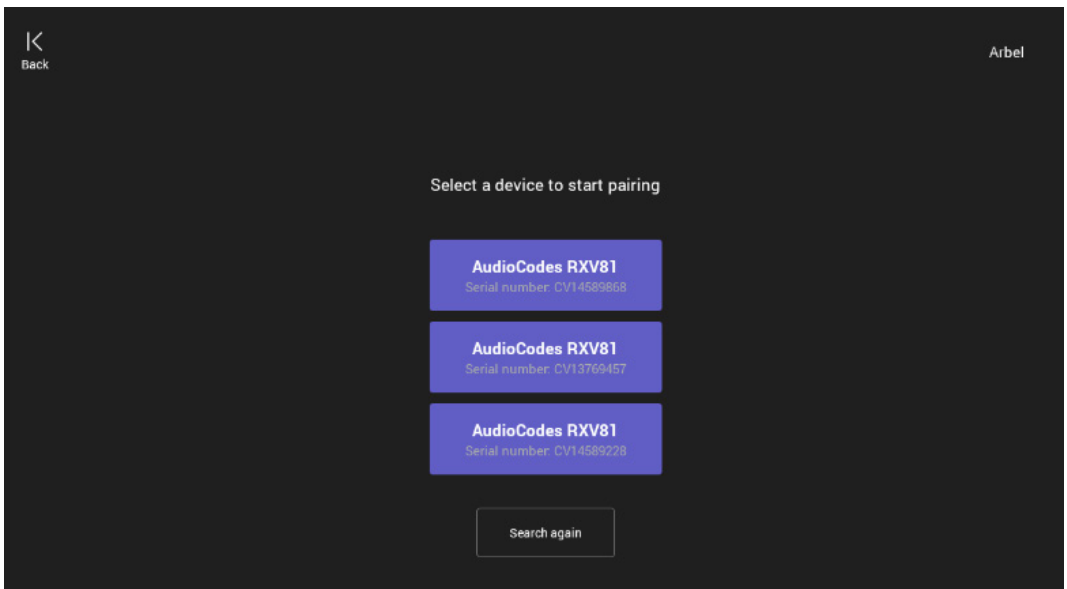 Back
Arbel
Select a device to start pairing
AudioCodes RXV81
Serial number: CV14589868
AudioCodes RXV81
Serial number: CV13769457
AudioCodes RXV81
Serial number: CV14589228
Search again